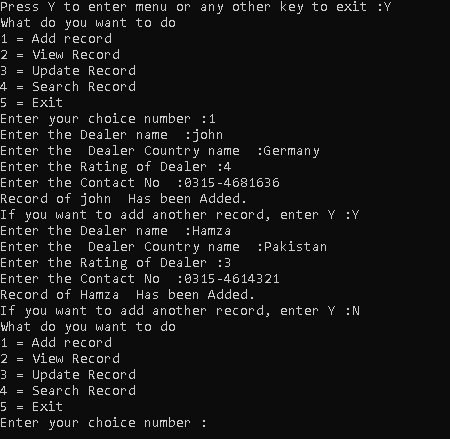 Press Y to enter menu or any other key to exit :Y
What do you want to do
1 = Add record
2 = View Record
3 = Update Record
4 = Search Record
5 = Exit
Enter your choice number :1
Enter the Dealer name  :john
Enter the  Dealer Country name  :Germany
Enter the Rating of Dealer :4
Enter the Contact No  :0315-4681636
Record of john  Has been Added.
If you want to add another record, enter Y :Y
Enter the Dealer name  :Hamza
Enter the  Dealer Country name  :Pakistan
Enter the Rating of Dealer :3
Enter the Contact No  :0315-4614321
Record of Hamza  Has been Added.
If you want to add another record, enter Y :N
What do you want to do
1 = Add record
2 = View Record
3 = Update Record
4 = Search Record
5 = Exit
Enter your choice number :